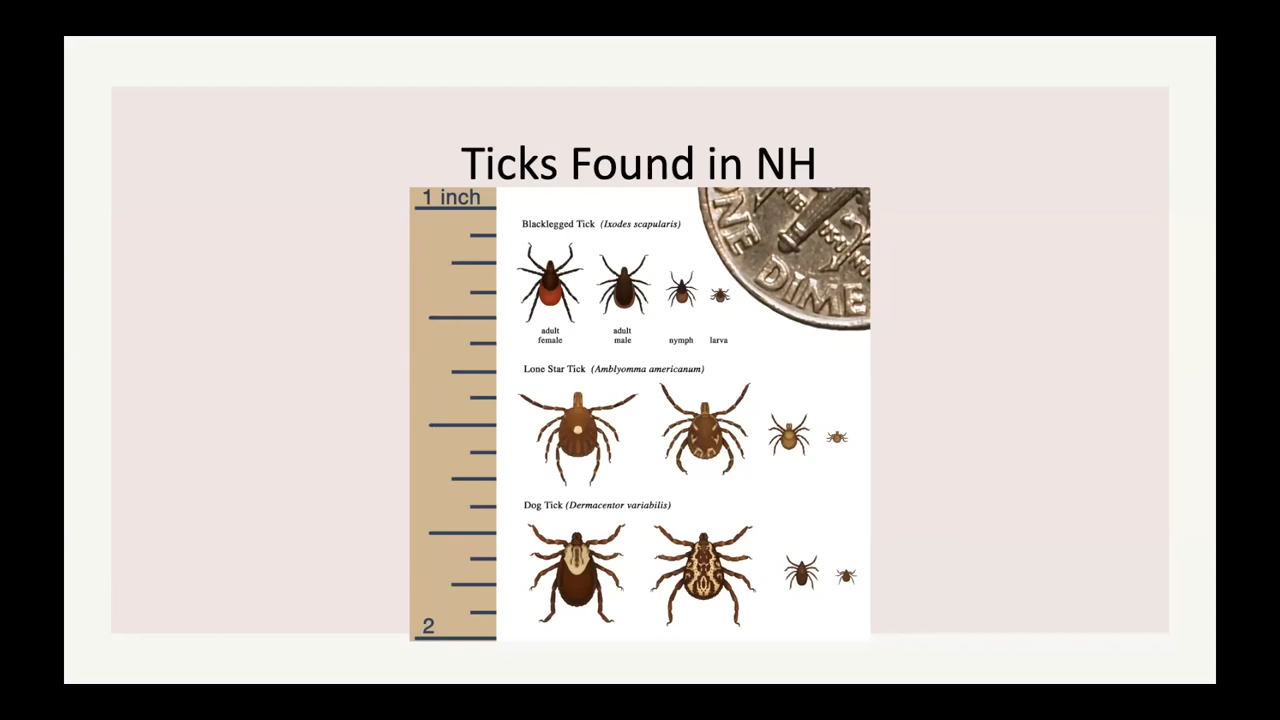 Ticks Found in NH
1 inch
Blacklegged Tick (Ixodes scapularis)
ONE DIME
adult female
adult male
nymph
larva
Lone Star Tick (Amblyomma americanum)
Dog Tick (Dermacentor variabilis)
2